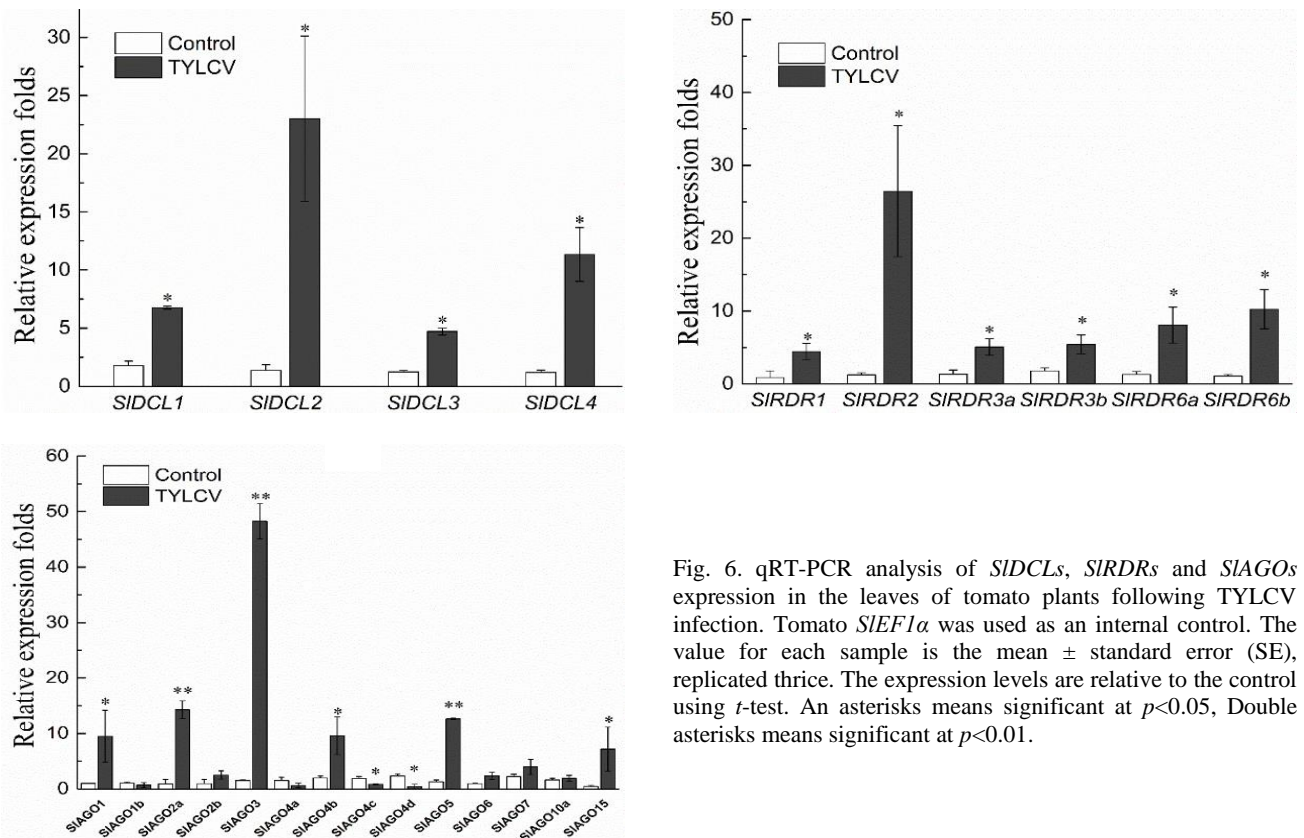 Relative expression folds
30
25
20
15
10
5
0
Control
TYLCV
*
*
*
*
SlDCL1 SlDCL2 SlDCL3 SlDCL4
Relative expression folds
50
40
30
20
10
0
Control
TYLCV
*
*
*
*
*
*
SlRDR1 SlRDR2 SlRDR3a SlRDR3b SlRDR6a SlRDR6b
Relative expression folds
60
50
40
30
20
10
0
Control
TYLCV
*
**
**
*
*
*
**
*
SlAGO1 SlAGO1b SlAGO2a SlAGO2b SlAGO3 SlAGO4a SlAGO4b SlAGO4c SlAGO4d SlAGO5 SlAGO6 SlAGO7 SlAGO10a SlAGO15
Fig. 6. qRT-PCR analysis of SlDCLs, SlRDRs and SlAGOs
expression in the leaves of tomato plants following TYLCV
infection. Tomato SlEF1α was used as an internal control. The
value for each sample is the mean ± standard error (SE),
replicated thrice. The expression levels are relative to the control
using t-test. An asterisks means significant at p<0.05, Double
asterisks means significant at p<0.01.